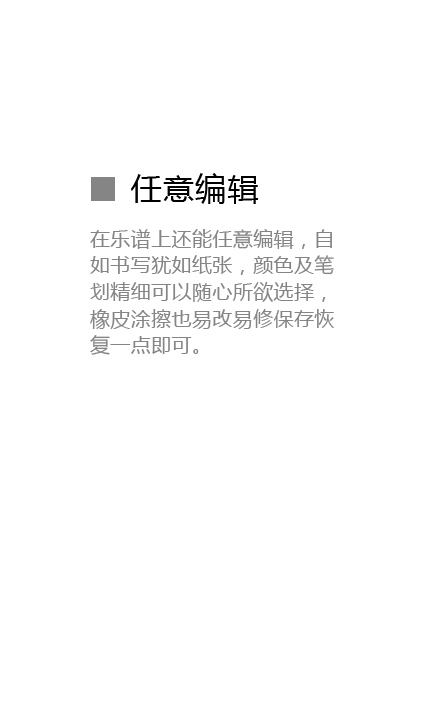 任意编辑
在乐谱上还能任意编辑，自
如书写犹如纸张，颜色及笔
划精细可以随心所欲选择，
橡皮涂擦也易改易修保存恢
复一点即可。